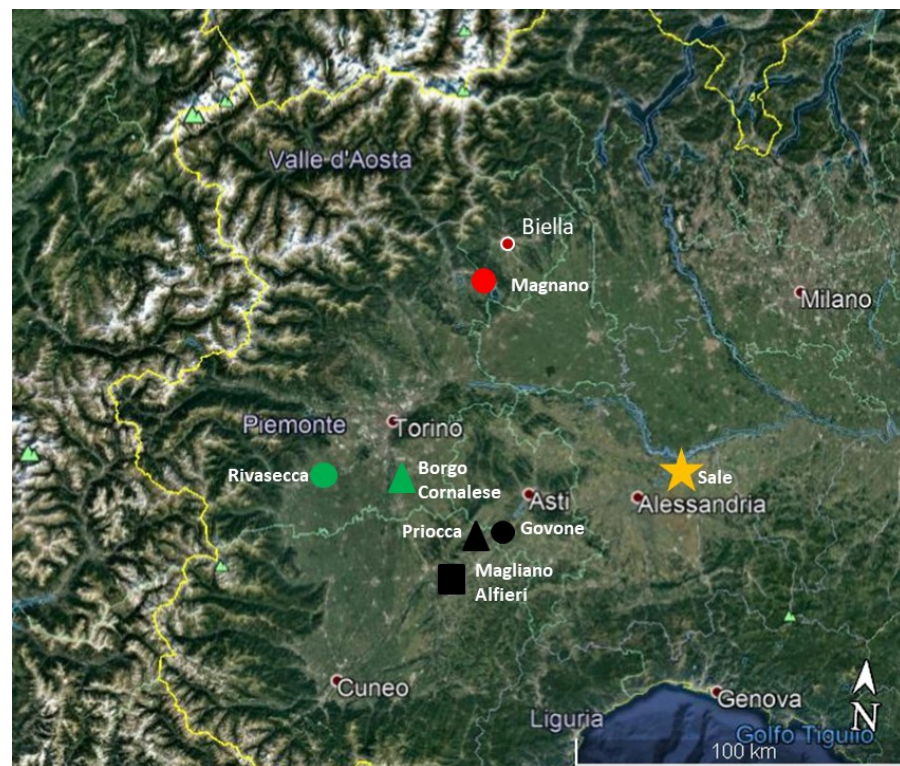 Valle d'Aosta
Biella
Magnano
Milano
Piemonte
Torino
Rivasecca
Borgo
Cornalese
Sale
Asti
Alessandria
Priocca
Govone
Magliano
Alfieri
Cuneo
Genova
Liguria
N
Golfo Tigullio
100 km